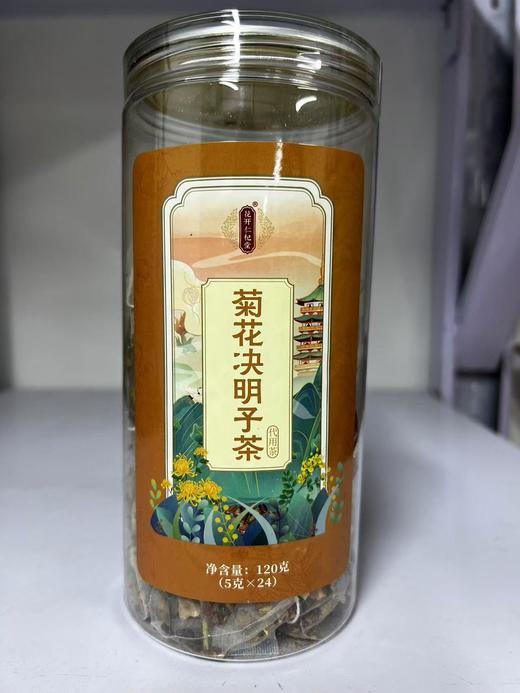 花开仁杞堂®
菊花决明子茶
代用茶
净含量：120克
（5克×24）